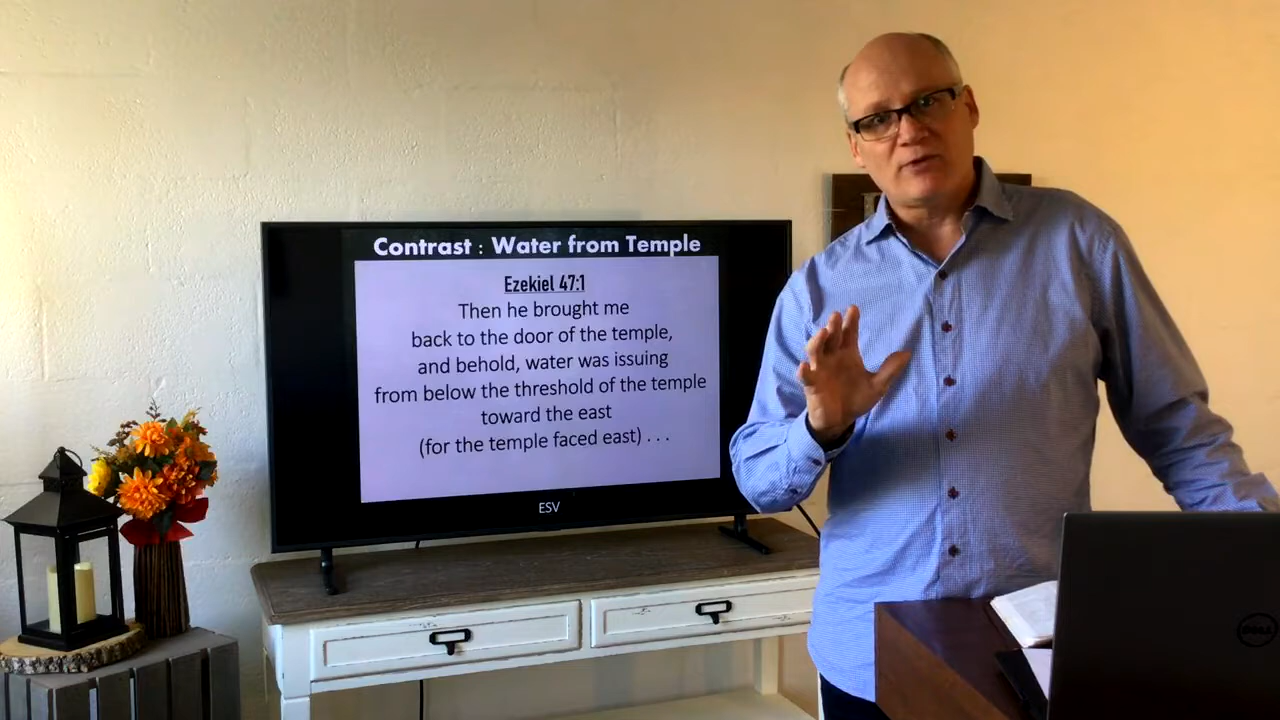 Contrast : Water from Temple
Ezekiel 47:1
Then he brought me
back to the door of the temple,
and behold, water was issuing
from below the threshold of the temple
toward the east
(for the temple faced east) . . .
ESV
DELL